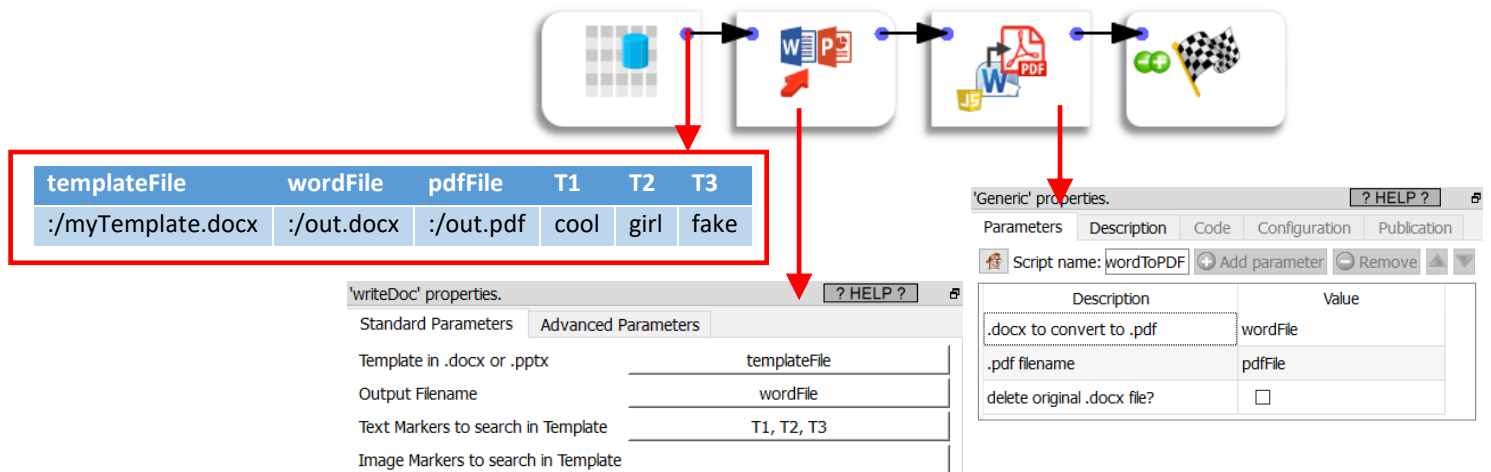 W P
W PDF
JS
templateFile wordFile pdfFile T1 T2 T3
:/myTemplate.docx :/out.docx :/out.pdf cool girl fake
'Generic' properties. ? HELP ?
Parameters Description Code Configuration Publication
Script name: wordToPDF Add parameter Remove
Description Value
.docx to convert to .pdf wordFile
.pdf filename pdfFile
delete original .docx file?
'writeDoc' properties. ? HELP ?
Standard Parameters Advanced Parameters
Template in .docx or .pptx templateFile
Output Filename wordFile
Text Markers to search in Template T1, T2, T3
Image Markers to search in Template